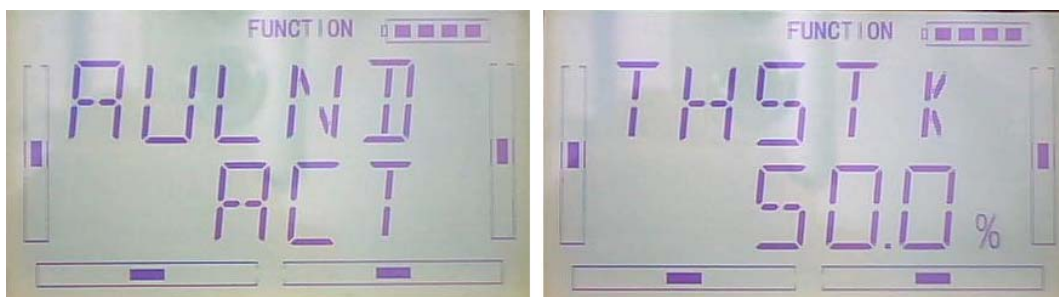 FUNCTION
AULND
ACT
FUNCTION
THSTK
50.0 %